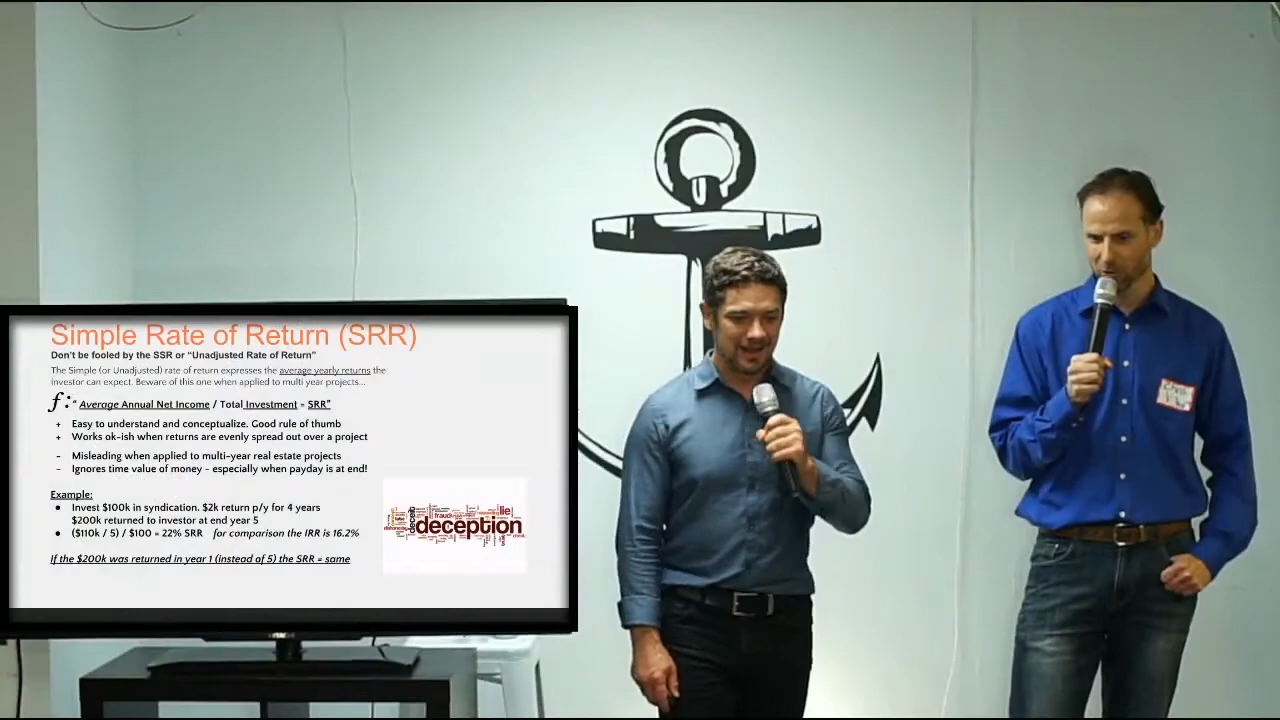 Simple Rate of Return (SRR)
Don't be fooled by the SSR or "Unadjusted Rate of Return"
The Simple (or Unadjusted) rate of return expresses the average yearly returns the
investor can expect. Beware of this one when applied to multi year projects...
f: " Average Annual Net Income / Total Investment = SRR"
+ Easy to understand and conceptualize. Good rule of thumb
+ Works ok-ish when returns are evenly spread out over a project
- Misleading when applied to multi-year real estate projects
- Ignores time value of money - especially when payday is at end!
Example:
● Invest $100k in syndication. $2k return p/y for 4 years
$200k returned to investor at end year 5
● ($110k / 5) / $100 = 22% SRR for comparison the IRR is 16.2%
If the $200k was returned in year 1 (instead of 5) the SRR = same
deceit
fraud
lie
deception